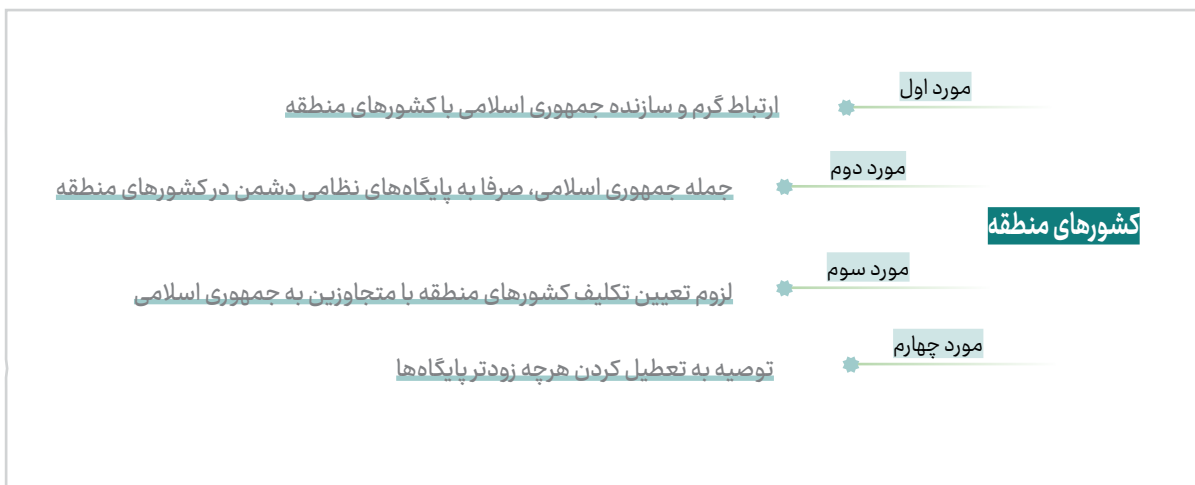 مورد اول
ارتباط گرم و سازنده جمهوری اسلامی با کشورهای منطقه
مورد دوم
حمله جمهوری اسلامی، صرفا به پایگاه‌های نظامی دشمن در کشورهای منطقه
کشورهای منطقه
مورد سوم
لزوم تعیین تکلیف کشورهای منطقه با متجاوزین به جمهوری اسلامی
مورد چهارم
توصیه به تعطیل کردن هرچه زودتر پایگاه‌ها